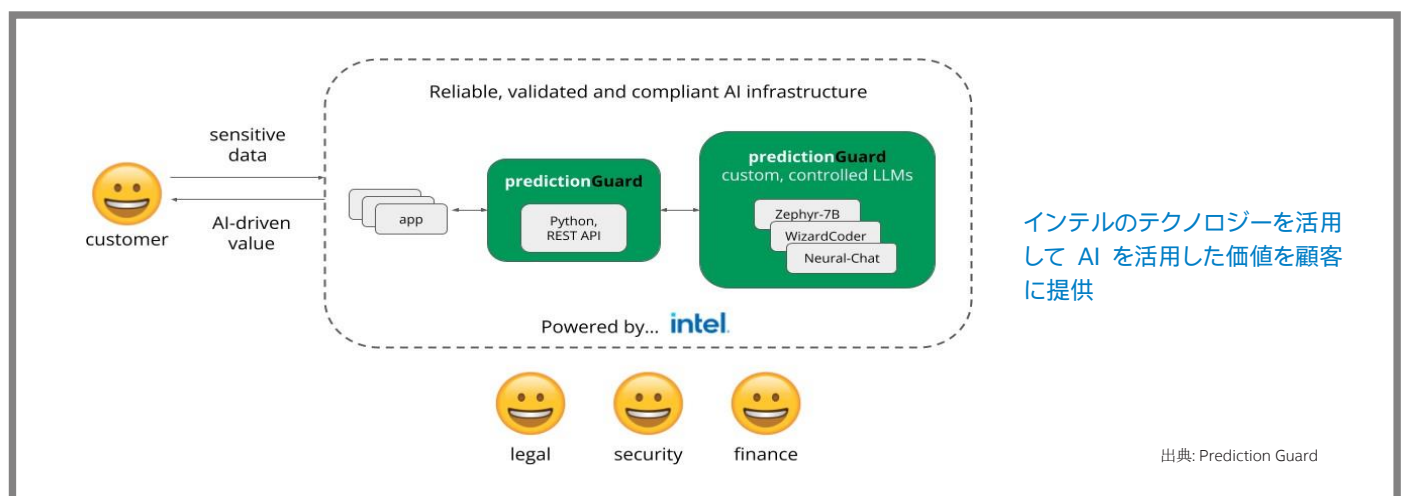 Reliable, validated and compliant AI infrastructure
sensitive
data
customer
AI-driven
value
app
predictionGuard
Python,
REST API
predictionGuard
custom, controlled LLMs
Zephyr-7B
WizardCoder
Neural-Chat
Powered by... intel.
legal
security
finance
インテルのテクノロジーを活用
して AI を活用した価値を顧客
に提供
出典: Prediction Guard